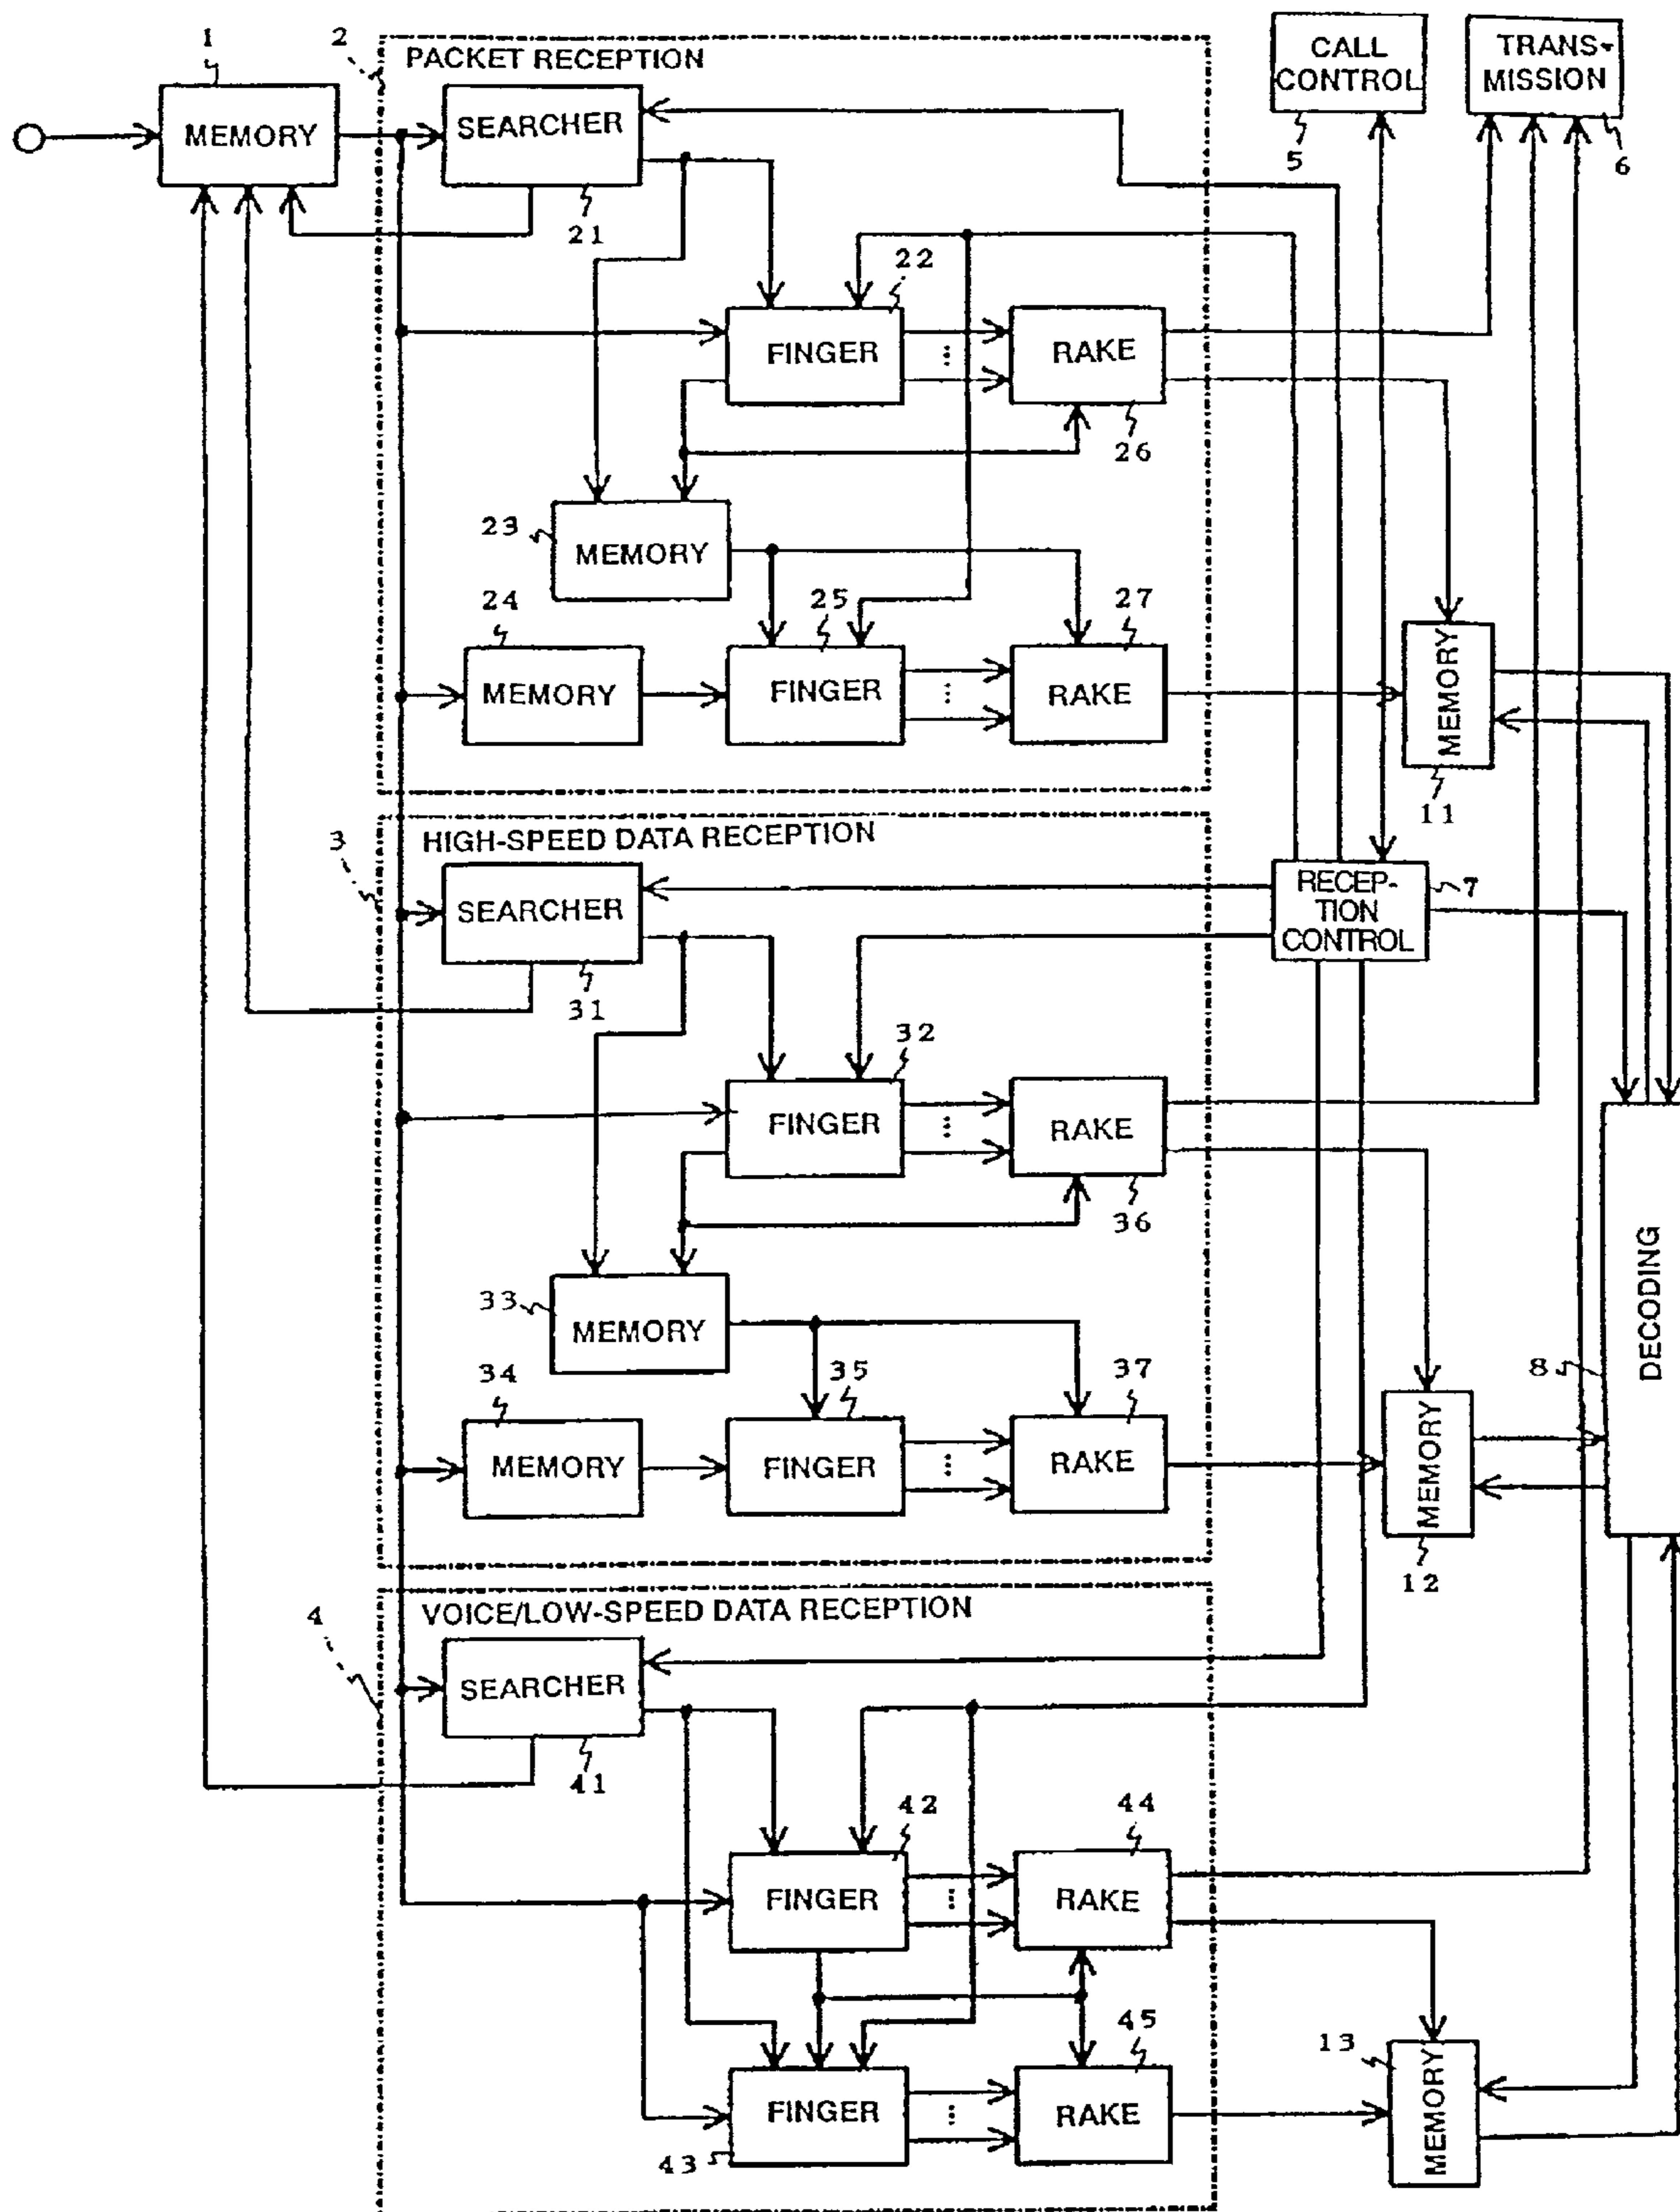 1
2
PACKET RECEPTION
CALL
CONTROL
TRANS-
MISSION
MEMORY
SEARCHER
5
6
21
22
FINGER
RAKE
26
23
MEMORY
24
25
27
MEMORY
FINGER
RAKE
MEMORY
11
3
HIGH-SPEED DATA RECEPTION
SEARCHER
RECEP-
TION
CONTROL
7
31
32
FINGER
RAKE
36
33
MEMORY
34
35
37
MEMORY
FINGER
RAKE
MEMORY
12
8
DECODING
4
VOICE/LOW-SPEED DATA RECEPTION
SEARCHER
41
42
44
FINGER
RAKE
45
13
FINGER
RAKE
MEMORY
43